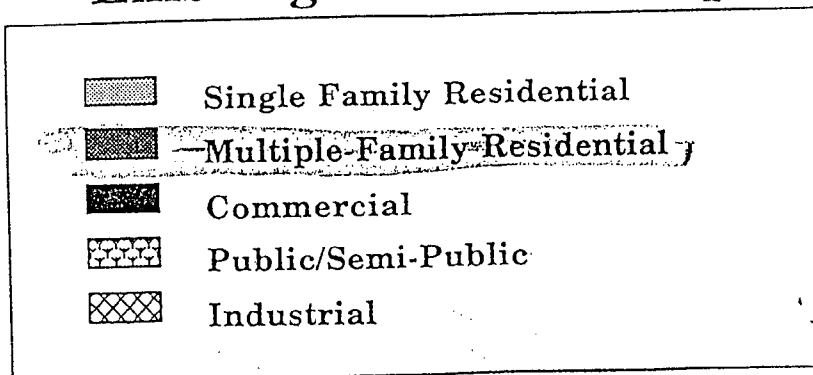 Single Family Residential
Multiple-Family Residential
Commercial
Public/Semi-Public
Industrial